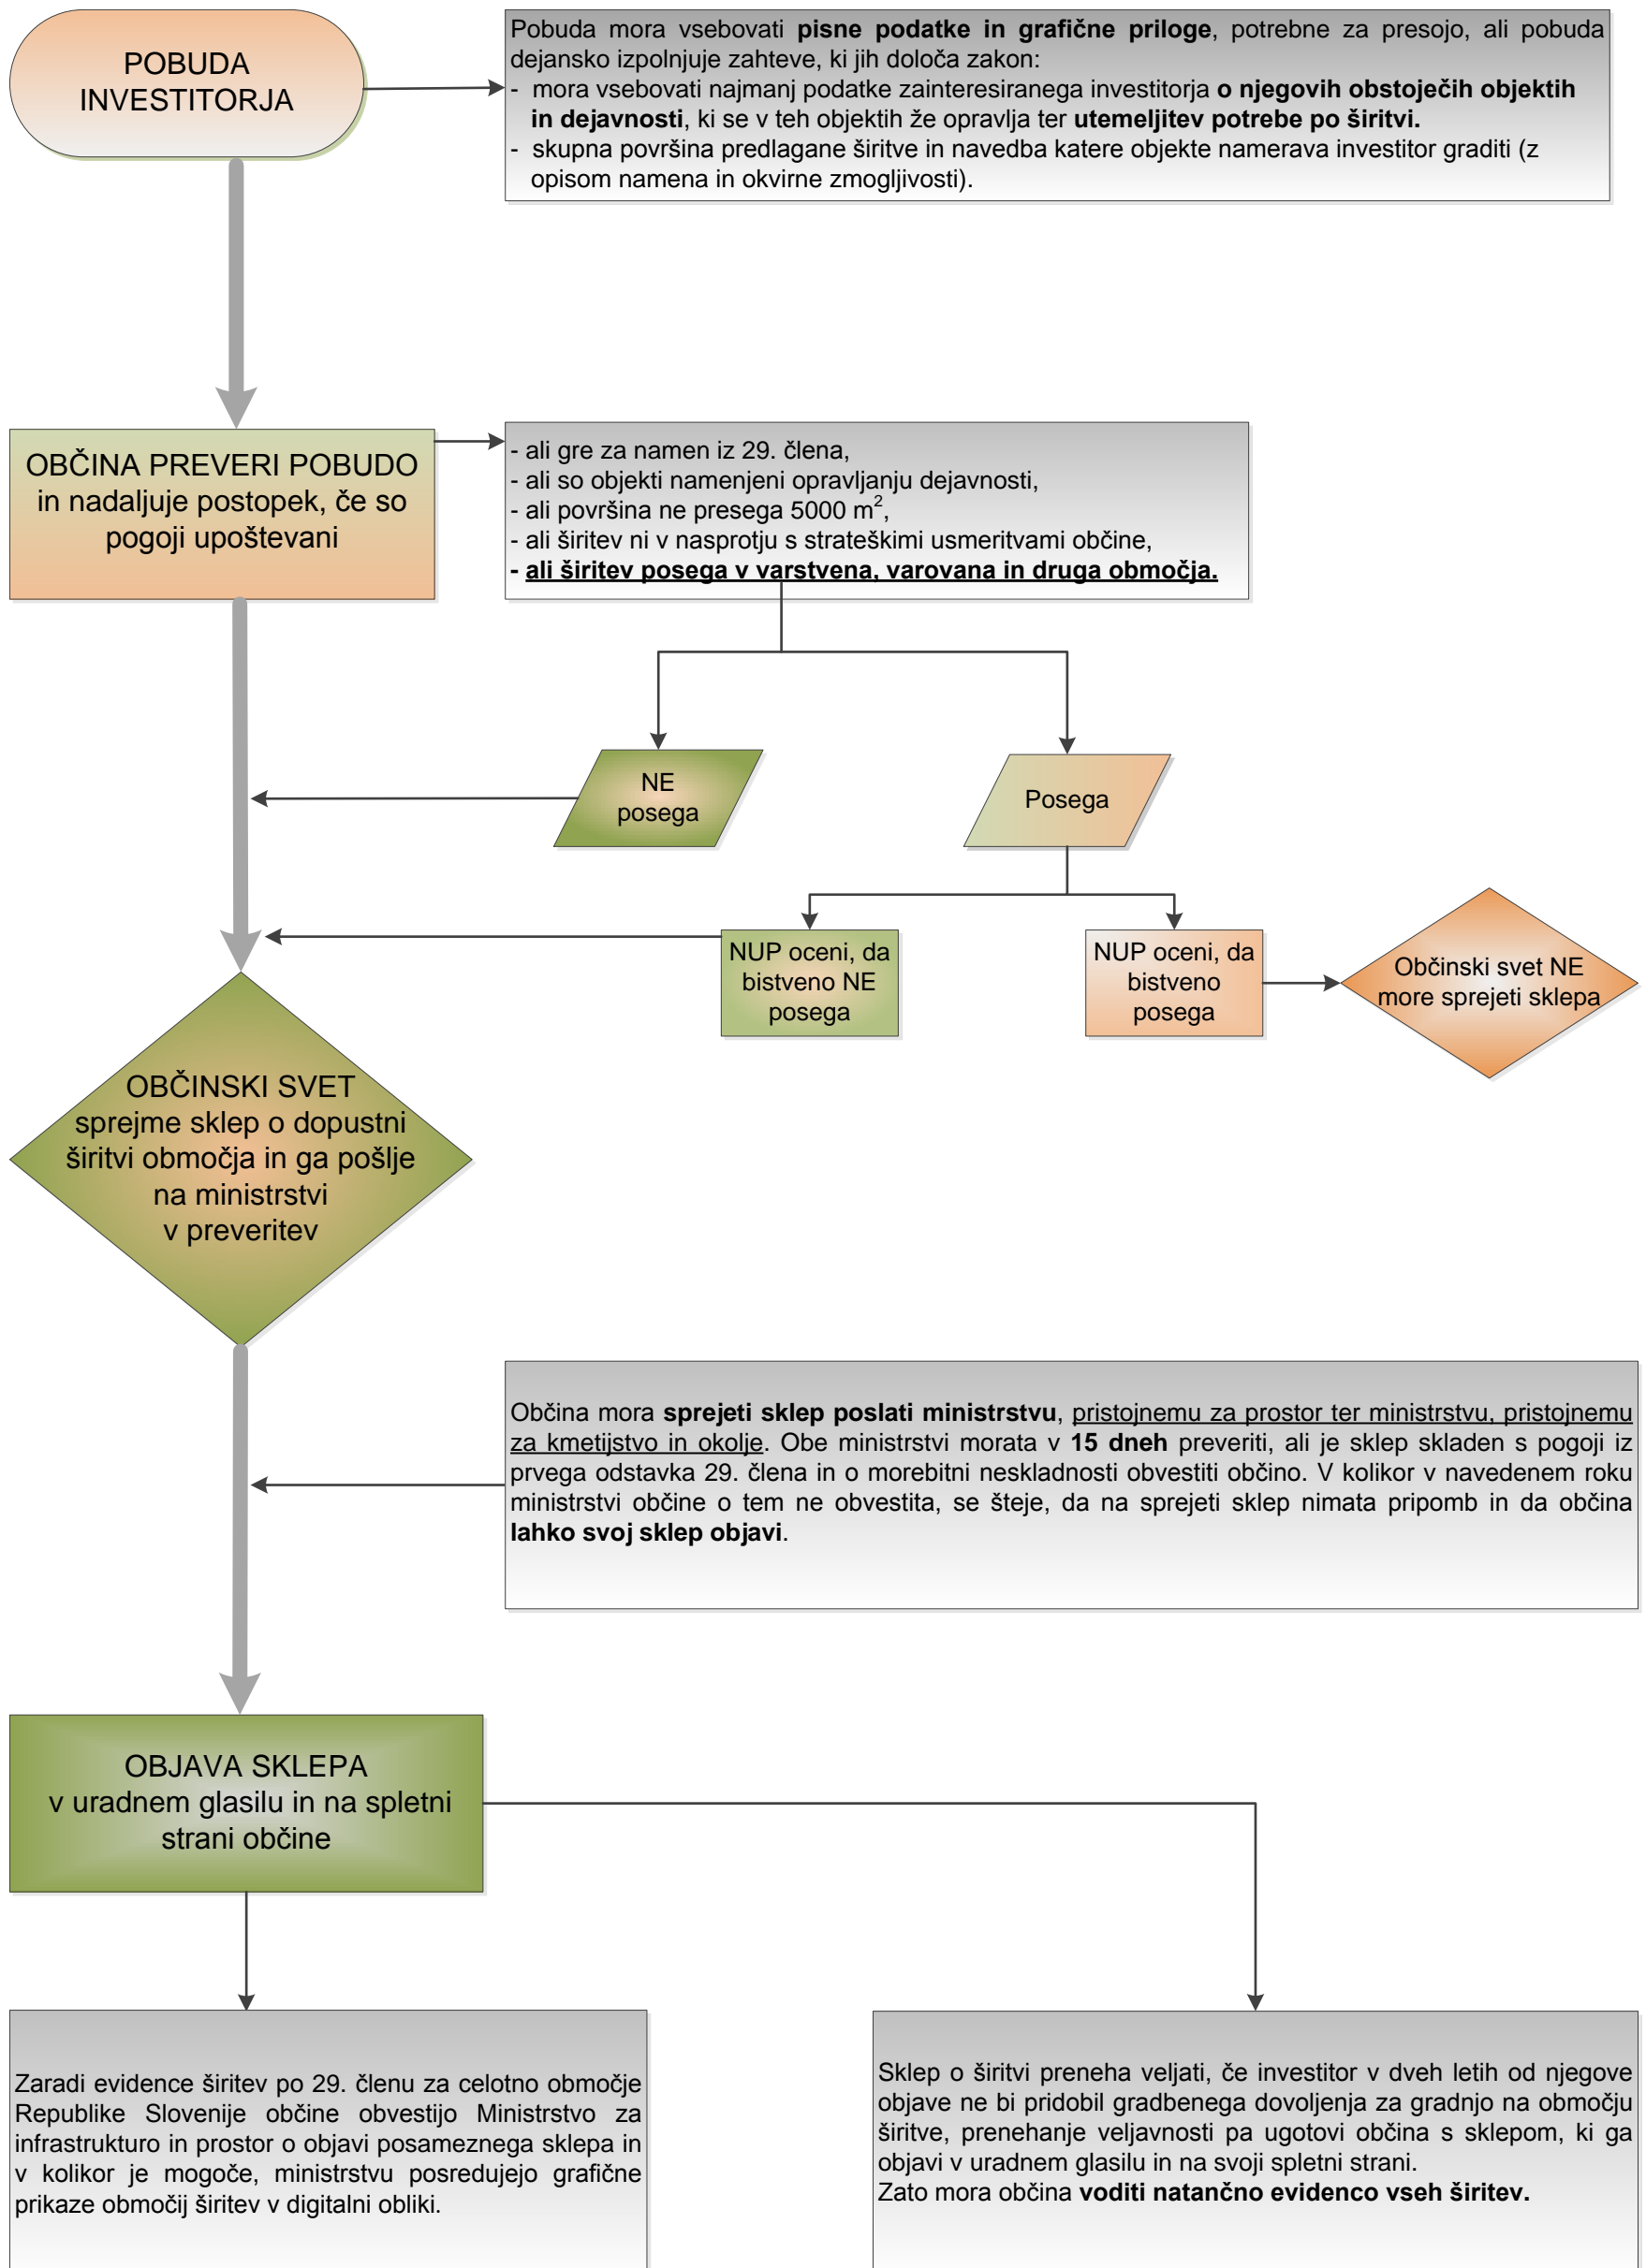 POBUDA
INVESTITORJA
Pobuda mora vsebovati pisne podatke in grafične priloge, potrebne za presojo, ali pobuda
dejansko izpolnjuje zahteve, ki jih določa zakon:
- mora vsebovati najmanj podatke zainteresiranega investitorja o njegovih obstoječih objektih
in dejavnosti, ki se v teh objektih že opravlja ter utemeljitev potrebe po širitvi.
- skupna površina predlagane širitve in navedba katere objekte namerava investitor graditi (z
opisom namena in okvirne zmogljivosti).
OBČINA PREVERI POBUDO
in nadaljuje postopek, če so
pogoji upoštevani
- ali gre za namen iz 29. člena,
- ali so objekti namenjeni opravljanju dejavnosti,
- ali površina ne presega 5000 m²,
- ali širitev ni v nasprotju s strateškimi usmeritvami občine,
- ali širitev posega v varstvena, varovana in druga območja.
NE
posega
Posega
NUP oceni, da
bistveno NE
posega
NUP oceni, da
bistveno
posega
Občinski svet NE
more sprejeti sklepa
OBČINSKI SVET
sprejme sklep o dopustni
širitvi območja in ga pošlje
na ministrstvi
v preveritev
Občina mora sprejeti sklep poslati ministrstvu, pristojnemu za prostor ter ministrstvu, pristojnemu
za kmetijstvo in okolje. Obe ministrstvi morata v 15 dneh preveriti, ali je sklep skladen s pogoji iz
prvega odstavka 29. člena in o morebitni neskladnosti obvestiti občino. V kolikor v navedenem roku
ministrstvi občine o tem ne obvestita, se šteje, da na sprejeti sklep nimata pripomb in da občina
lahko svoj sklep objavi.
OBJAVA SKLEPA
v uradnem glasilu in na spletni
strani občine
Zaradi evidence širitev po 29. členu za celotno območje
Republike Slovenije občine obvestijo Ministrstvo za
infrastrukturo in prostor o objavi posameznega sklepa in
v kolikor je mogoče, ministrstvu posredujejo grafične
prikaze območij širitev v digitalni obliki.
Sklep o širitvi preneha veljati, če investitor v dveh letih od njegove
objave ne bi pridobil gradbenega dovoljenja za gradnjo na območju
širitve, prenehanje veljavnosti pa ugotovi občina s sklepom, ki ga
objavi v uradnem glasilu in na svoji spletni strani.
Zato mora občina voditi natančno evidenco vseh širitev.